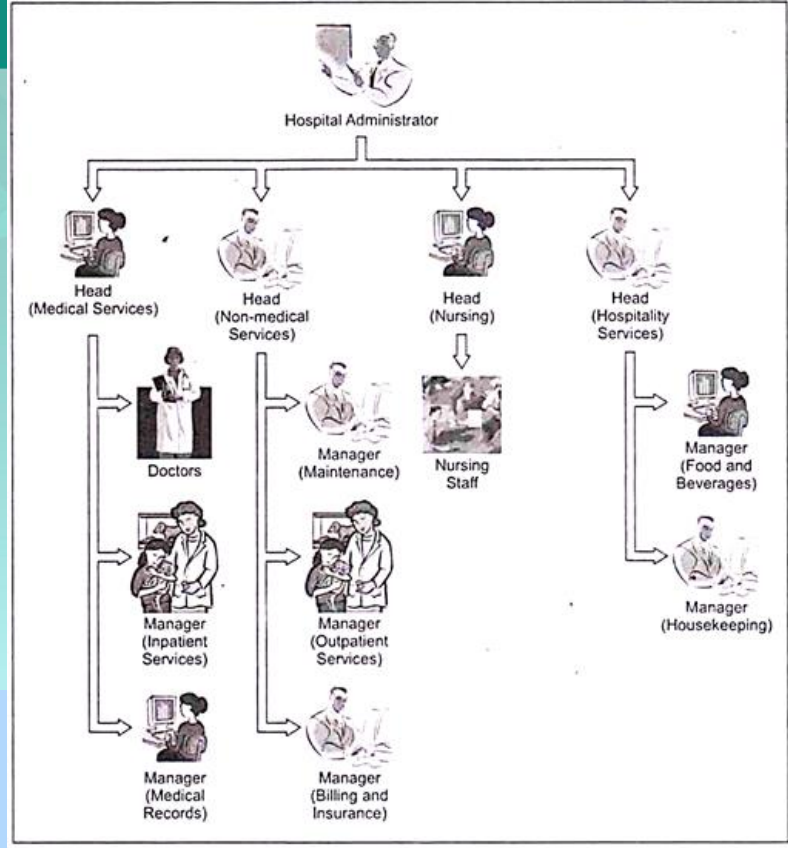 Hospital Administrator
Head
(Medical Services)
Head
(Non-medical
Services)
Head
(Nursing)
Head
(Hospitality
Services)
Doctors
Manager
(Maintenance)
Nursing
Staff
Manager
(Food and
Beverages)
Manager
(Inpatient
Services)
Manager
(Outpatient
Services)
Manager
(Housekeeping)
Manager
(Medical
Records)
Manager
(Billing and
Insurance)